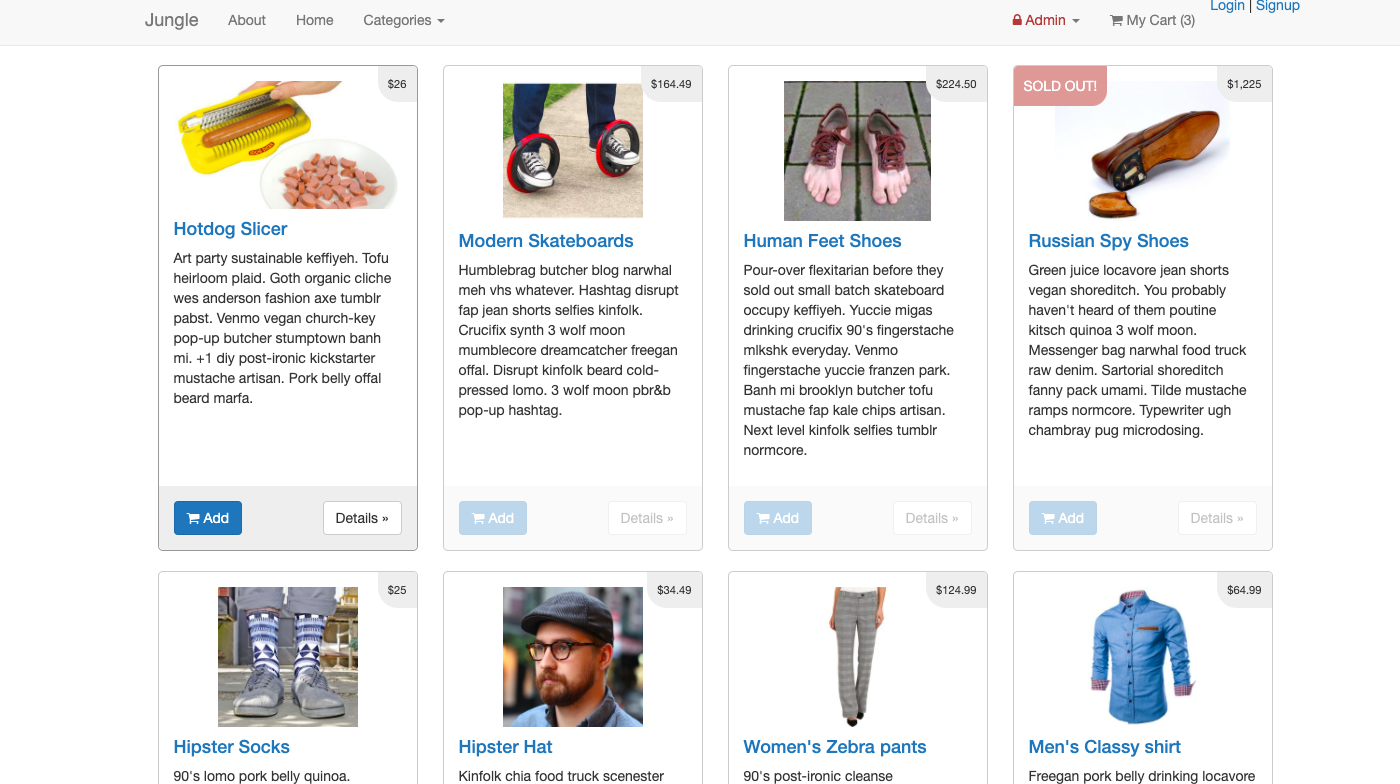 Jungle About Home Categories Admin My Cart (3) Login | Signup
$26
Hotdog Slicer
Art party sustainable keffiyeh. Tofu
heirloom plaid. Goth organic cliche
wes anderson fashion axe tumblr
pabst. Venmo vegan church-key
pop-up butcher stumptown banh
mi. +1 diy post-ironic kickstarter
mustache artisan. Pork belly offal
beard marfa.
Add Details »
$164.49
Modern Skateboards
Humblebrag butcher blog narwhal
meh vhs whatever. Hashtag disrupt
fap jean shorts selfies kinfolk.
Crucifix synth 3 wolf moon
mumblecore dreamcatcher freegan
offal. Disrupt kinfolk beard cold-
pressed lomo. 3 wolf moon pbr&b
pop-up hashtag.
Add Details »
$224.50
Human Feet Shoes
Pour-over flexitarian before they
sold out small batch skateboard
occupy keffiyeh. Yuccie migas
drinking crucifix 90's fingerstache
mlkshk everyday. Venmo
fingerstache yuccie franzen park.
Banh mi brooklyn butcher tofu
mustache fap kale chips artisan.
Next level kinfolk selfies tumblr
normcore.
Add Details »
SOLD OUT! $1,225
Russian Spy Shoes
Green juice locavore jean shorts
vegan shoreditch. You probably
haven't heard of them poutine
kitsch quinoa 3 wolf moon.
Messenger bag narwhal food truck
raw denim. Sartorial shoreditch
fanny pack umami. Tilde mustache
ramps normcore. Typewriter ugh
chambray pug microdosing.
Add Details »
$25
Hipster Socks
90's lomo pork belly quinoa.
$34.49
Hipster Hat
Kinfolk chia food truck scenester
$124.99
Women's Zebra pants
90's post-ironic cleanse
$64.99
Men's Classy shirt
Freegan pork belly drinking locavore